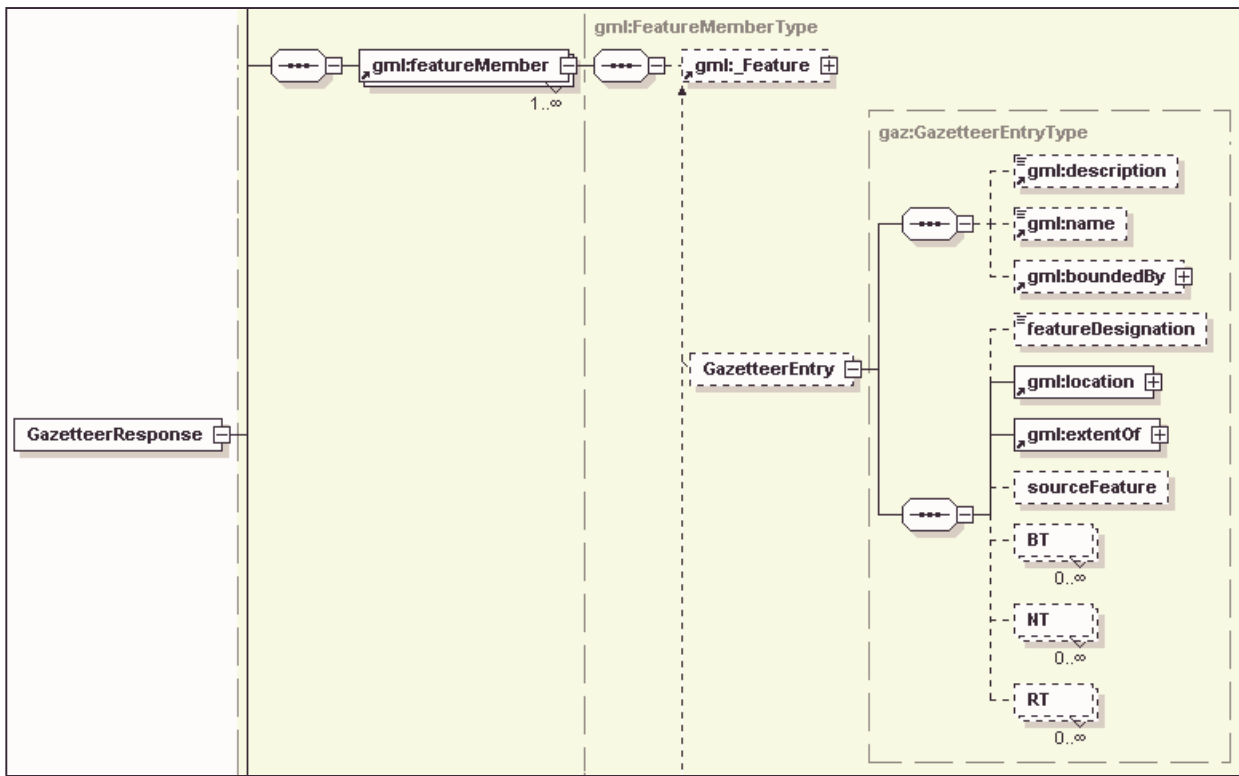 gml:FeatureMemberType
gml:featureMember
1..∞
gml:_Feature
gaz:GazetteerEntryType
gml:description
gml:name
gml:boundedBy
featureDesignation
GazetteerEntry
gml:location
GazetteerResponse
gml:extentOf
sourceFeature
BT
0..∞
NT
0..∞
RT
0..∞